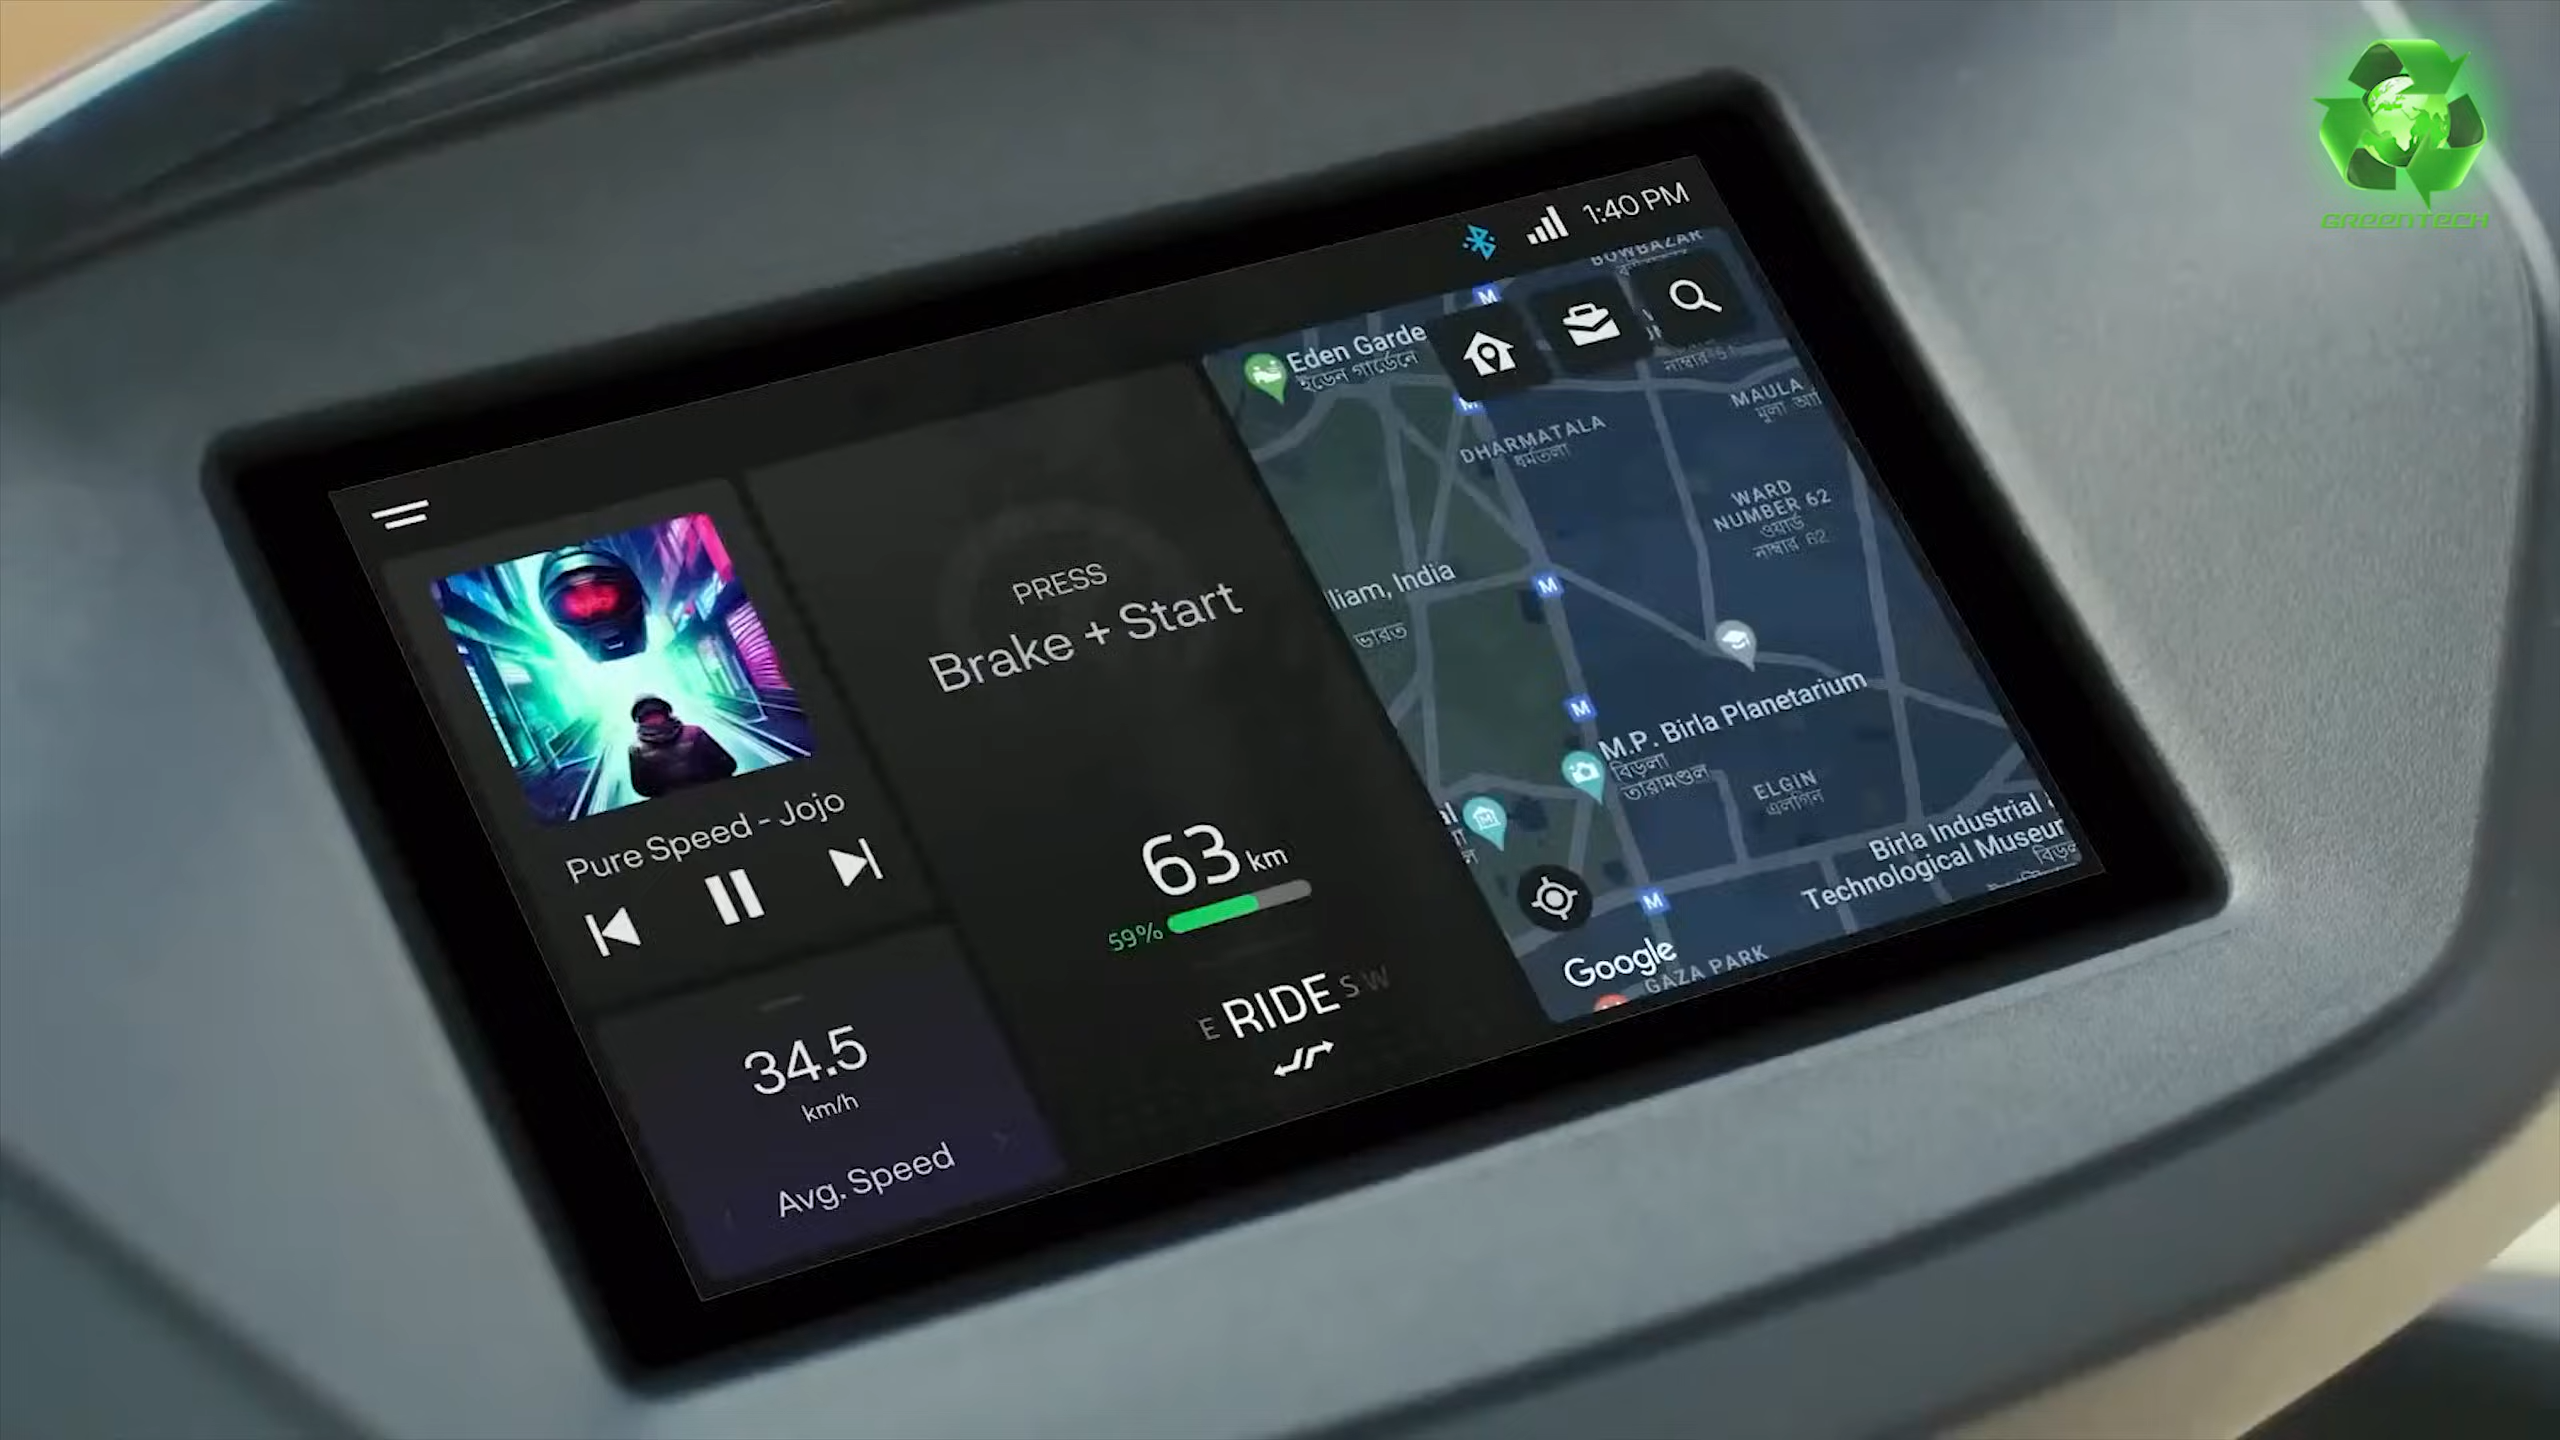 GREENTECH
1:40 PM
Pure Speed - Jojo
34.5
km/h
Avg. Speed
PRESS
Brake + Start
63 km
59%
E RIDE S W
BOWBAZAR
Eden Garde
ইডেন গার্ডেনে
DHARMATALA
ধর্মতলা
MAULA
মুলা আলি
WARD
NUMBER 62
ওয়ার্ড
নাম্বার 62
liam, India
ভারত
M.P. Birla Planetarium
বিড়লা
তারামণ্ডল
ELGIN
এলগিন
Birla Industrial
Technological Museum
Google
GAZA PARK